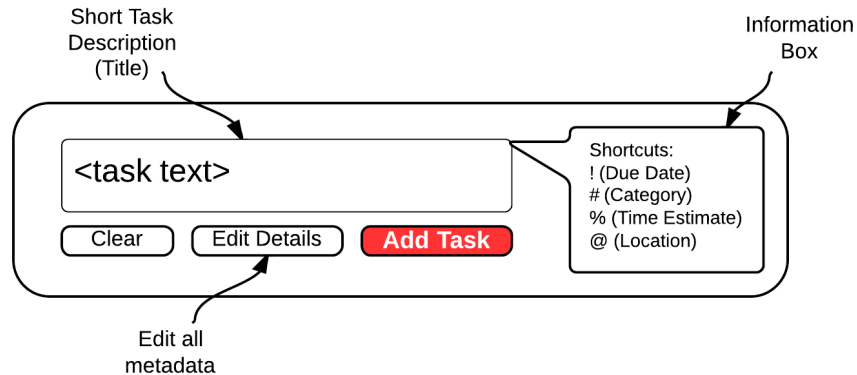 Short Task
Description
(Title)
Information
Box
<task text>
Shortcuts:
! (Due Date)
# (Category)
% (Time Estimate)
@ (Location)
Clear
Edit Details
Add Task
Edit all
metadata